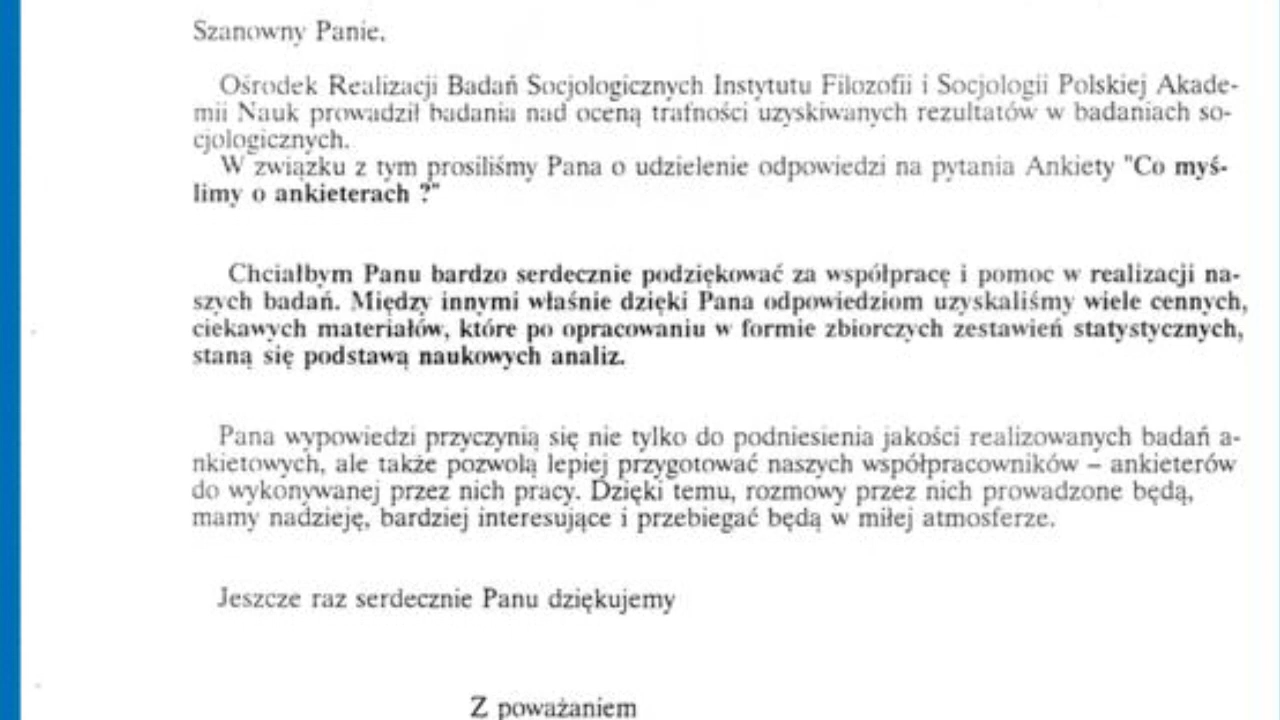 Szanowny Panie.
Ośrodek Realizacji Badań Socjologicznych Instytutu Filozofii i Socjologii Polskiej Akade-
mii Nauk prowadził badania nad oceną trafności uzyskiwanych rezultatów w badaniach so-
cjologicznych.
W związku z tym prosiliśmy Pana o udzielenie odpowiedzi na pytania Ankiety "Co myś-
limy o ankieterach ?"
Chciałbym Panu bardzo serdecznie podziękować za współpracę i pomoc w realizacji na-
szych badań. Między innymi właśnie dzięki Pana odpowiedziom uzyskaliśmy wiele cennych,
ciekawych materiałów, które po opracowaniu w formie zbiorczych zestawień statystycznych,
staną się podstawą naukowych analiz.
Pana wypowiedzi przyczynią się nie tylko do podniesienia jakości realizowanych badań a-
nkietowych, ale także pozwolą lepiej przygotować naszych współpracowników – ankieterów
do wykonywanej przez nich pracy. Dzięki temu, rozmowy przez nich prowadzone będą,
mamy nadzieję, bardziej interesujące i przebiegać będą w miłej atmosferze.
Jeszcze raz serdecznie Panu dziękujemy
Z poważaniem